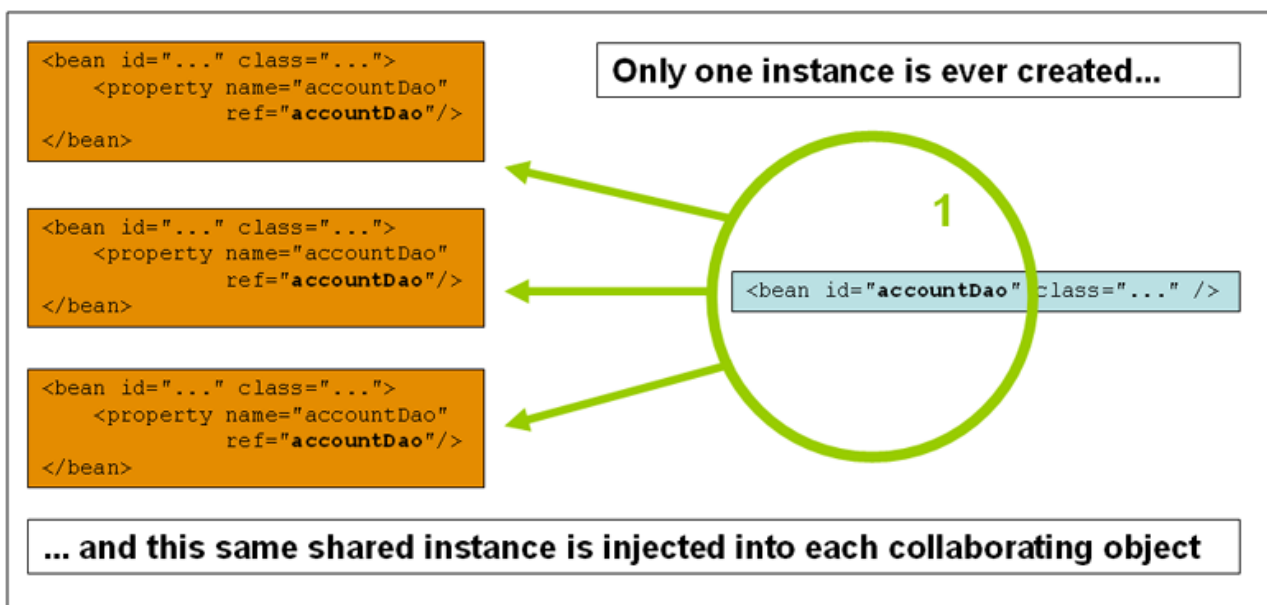 <bean id="..." class="...">
    <property name="accountDao"
              ref="accountDao"/>
</bean>
Only one instance is ever created...
<bean id="..." class="...">
    <property name="accountDao"
              ref="accountDao"/>
</bean>
1
<bean id="accountDao" class="..." />
<bean id="..." class="...">
    <property name="accountDao"
              ref="accountDao"/>
</bean>
... and this same shared instance is injected into each collaborating object